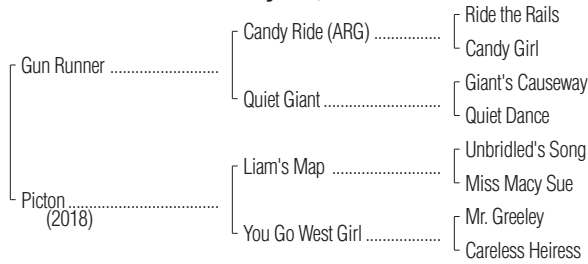 Ride the Rails
Candy Ride (ARG) ................
Candy Girl
Gun Runner ..........................
Giant's Causeway
Quiet Giant ............................
Quiet Dance
Unbridled's Song
Liam's Map ..........................
Miss Macy Sue
Picton ....................................
(2018)
Mr. Greeley
You Go West Girl ..................
Careless Heiress